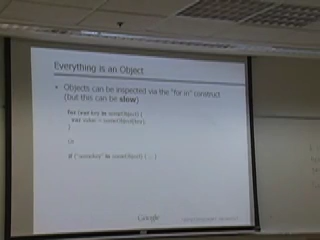 Everything is an Object
• Objects can be inspected via the "for in" construct
(but this can be slow)
for (var key in someObject) {
var value = someObject[key];
}
Or
if ("somekey" in someObject) { ... }
Google